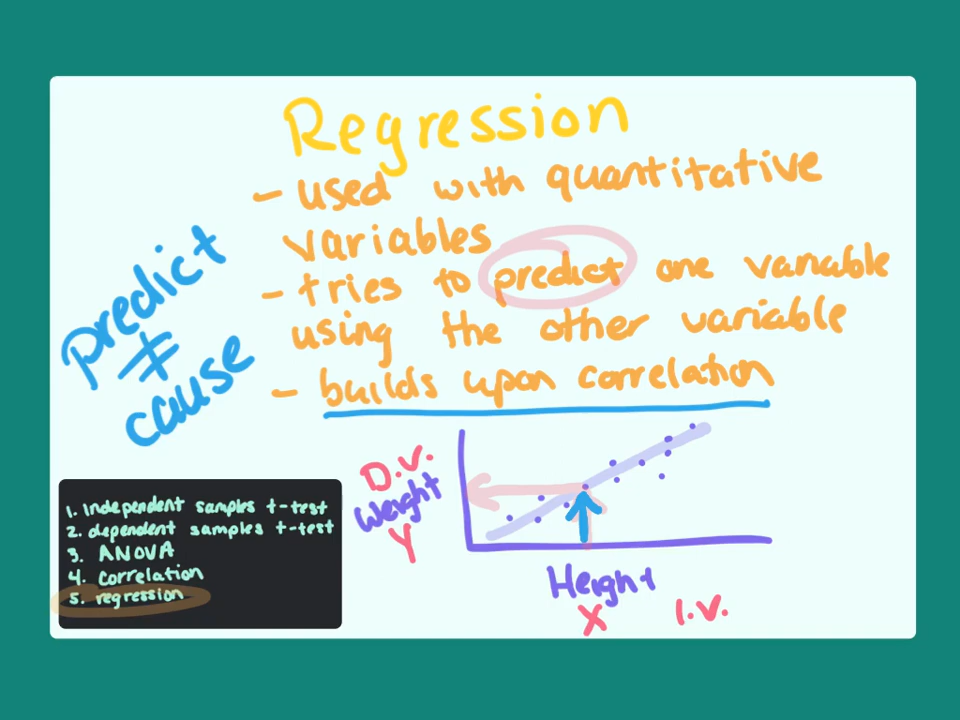 Regression
- used with quantitative
variables
- tries to predict one variable
using the other variable
- builds upon correlation
predict
≠
cause
D.V.
Weight
Y
Height
X I.V.
1. Independent samples t-test
2. dependent samples t-test
3. ANOVA
4. correlation
5. regression